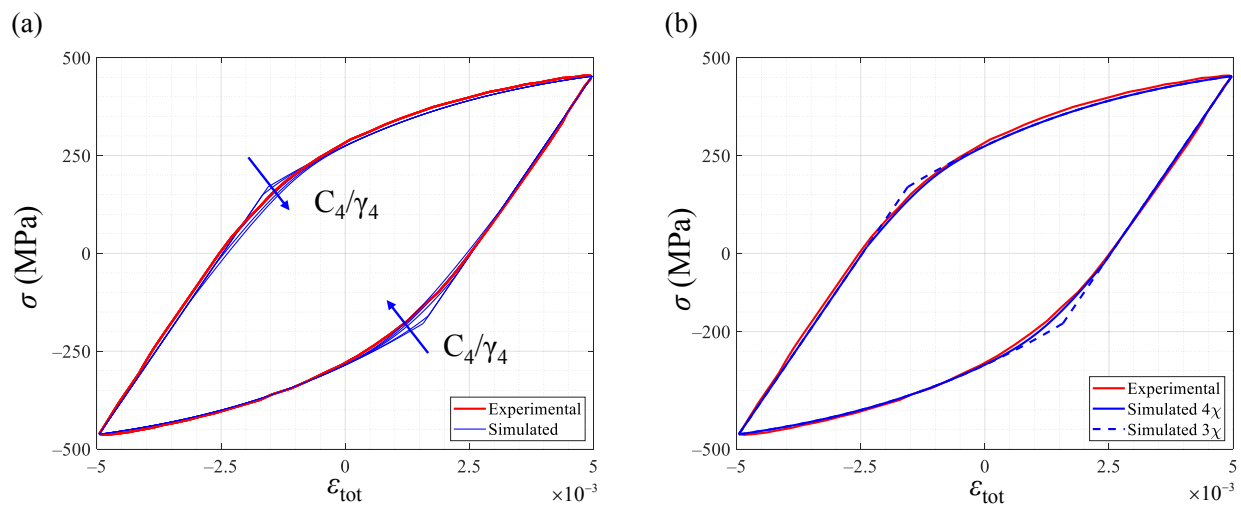 (a)
500
250
0
−250
−500
σ (MPa)
C₄/γ₄
C₄/γ₄
Experimental
Simulated
−5
−2.5
0
2.5
5
×10⁻³
ε_tot
(b)
500
250
0
−200
−500
σ (MPa)
Experimental
Simulated 4χ
Simulated 3χ
−5
−2.5
0
2.5
5
×10⁻³
ε_tot